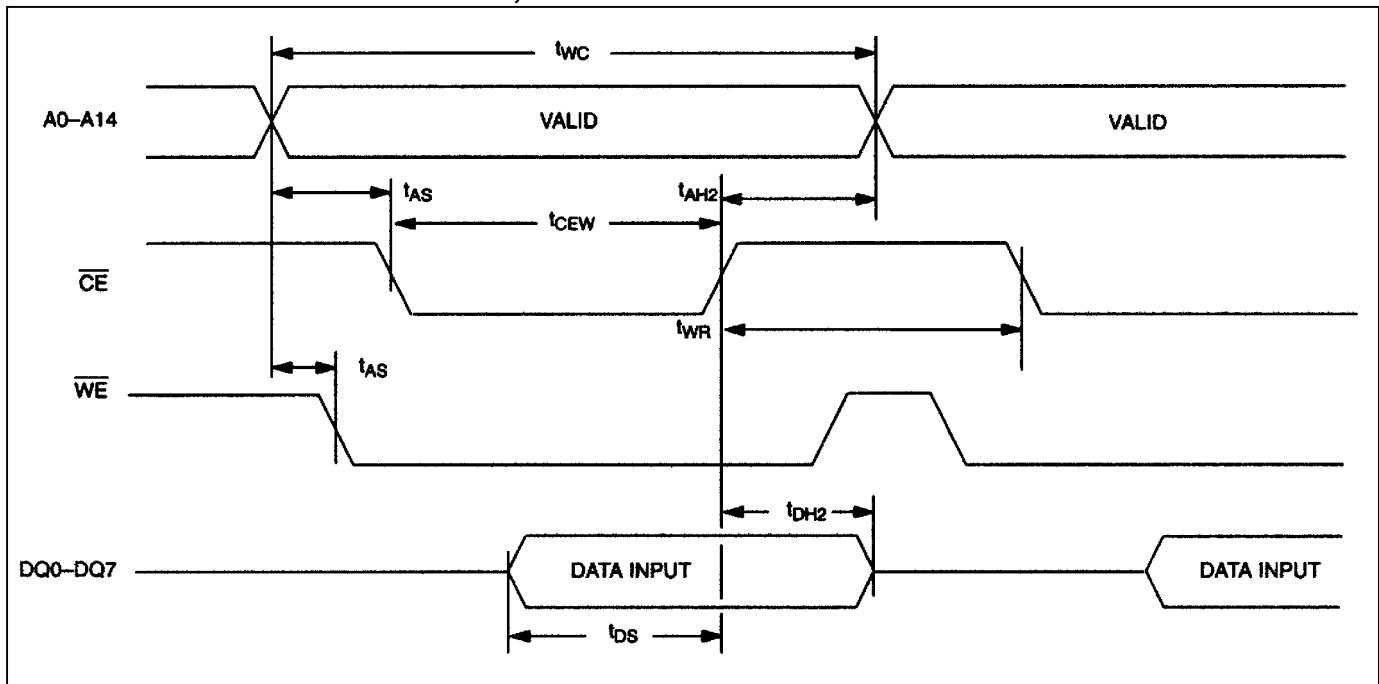 tWC
A0–A14
VALID
VALID
tAS
tAH2
tCEW
CE
tWR
tAS
WE
tDH2
DQ0–DQ7
DATA INPUT
DATA INPUT
tDS